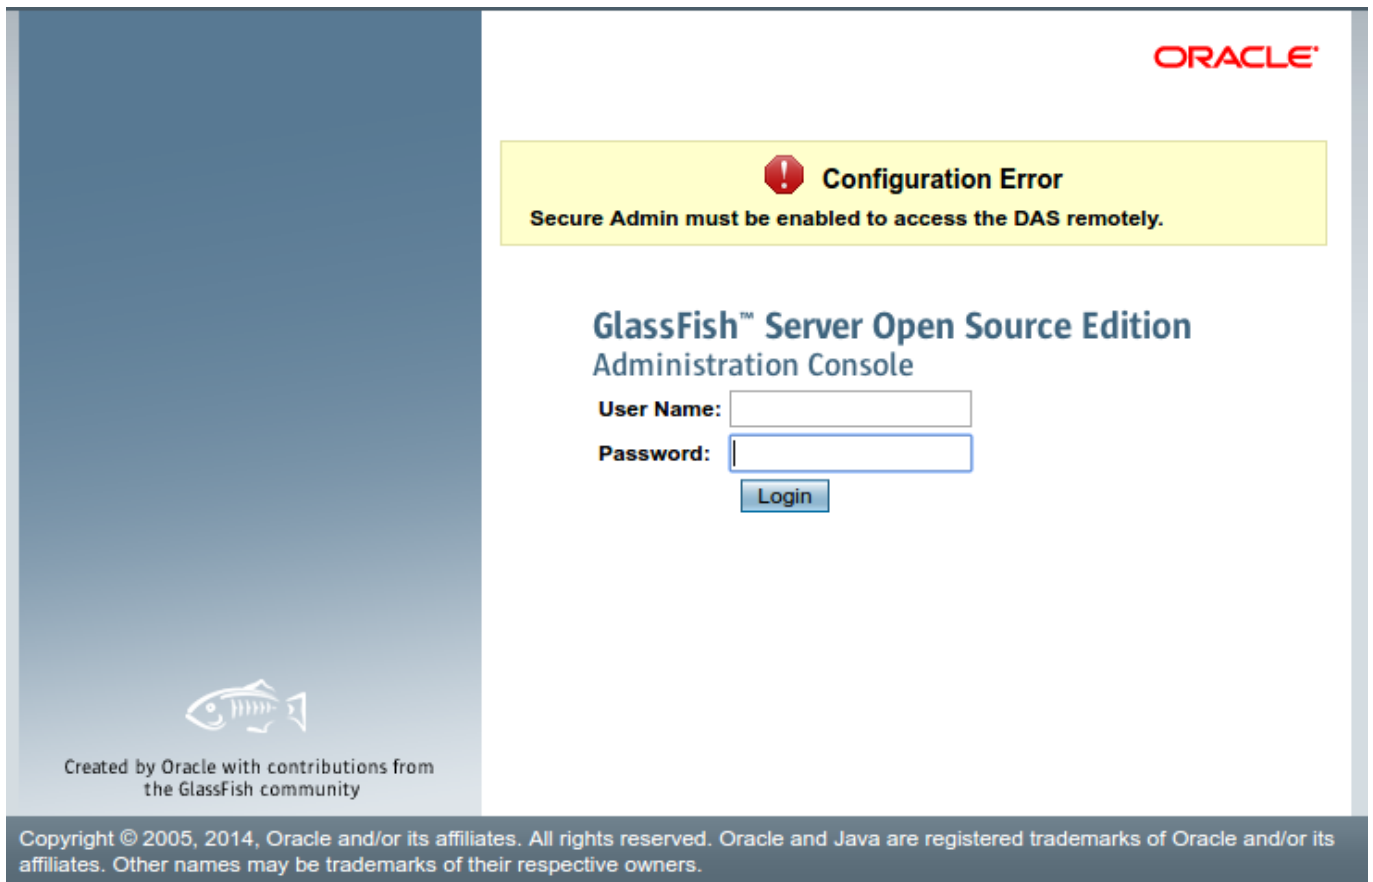 ORACLE
Configuration Error
Secure Admin must be enabled to access the DAS remotely.
GlassFish™ Server Open Source Edition
Administration Console
User Name:
Password:
Login
Created by Oracle with contributions from
the GlassFish community
Copyright © 2005, 2014, Oracle and/or its affiliates. All rights reserved. Oracle and Java are registered trademarks of Oracle and/or its
affiliates. Other names may be trademarks of their respective owners.